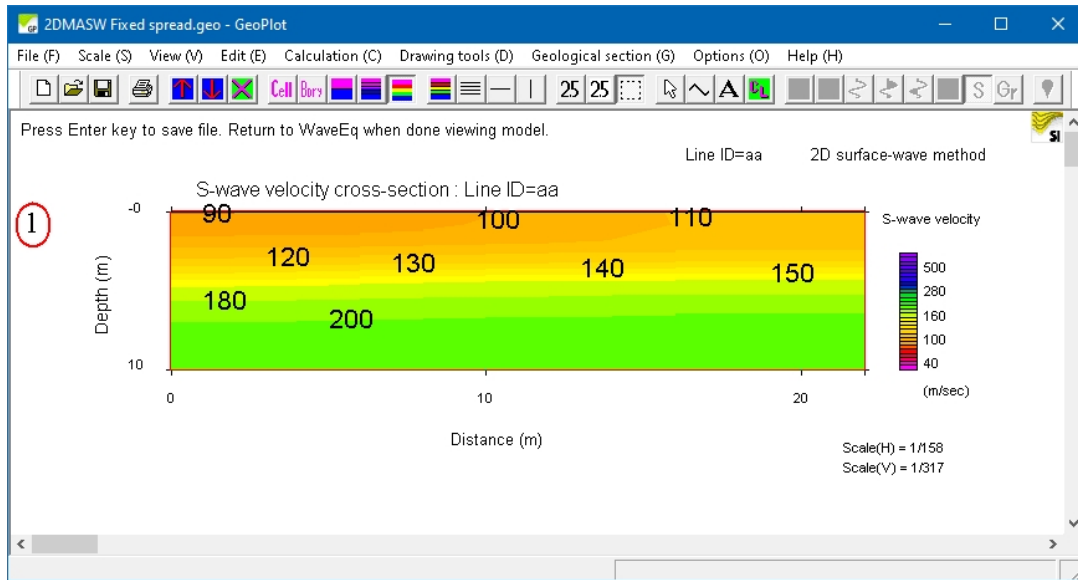 2DMASW Fixed spread.geo - GeoPlot
File (F) Scale (S) View (V) Edit (E) Calculation (C) Drawing tools (D) Geological section (G) Options (O) Help (H)
Cell Borv 25 25 A S Gr
Press Enter key to save file. Return to WaveEq when done viewing model.
SI
Line ID=aa 2D surface-wave method
S-wave velocity cross-section : Line ID=aa
1
-0
90 100 110
S-wave velocity
120 130 140 150
180 200
Depth (m)
10
500
280
160
100
40
(m/sec)
0 10 20
Distance (m)
Scale(H) = 1/158
Scale(V) = 1/317